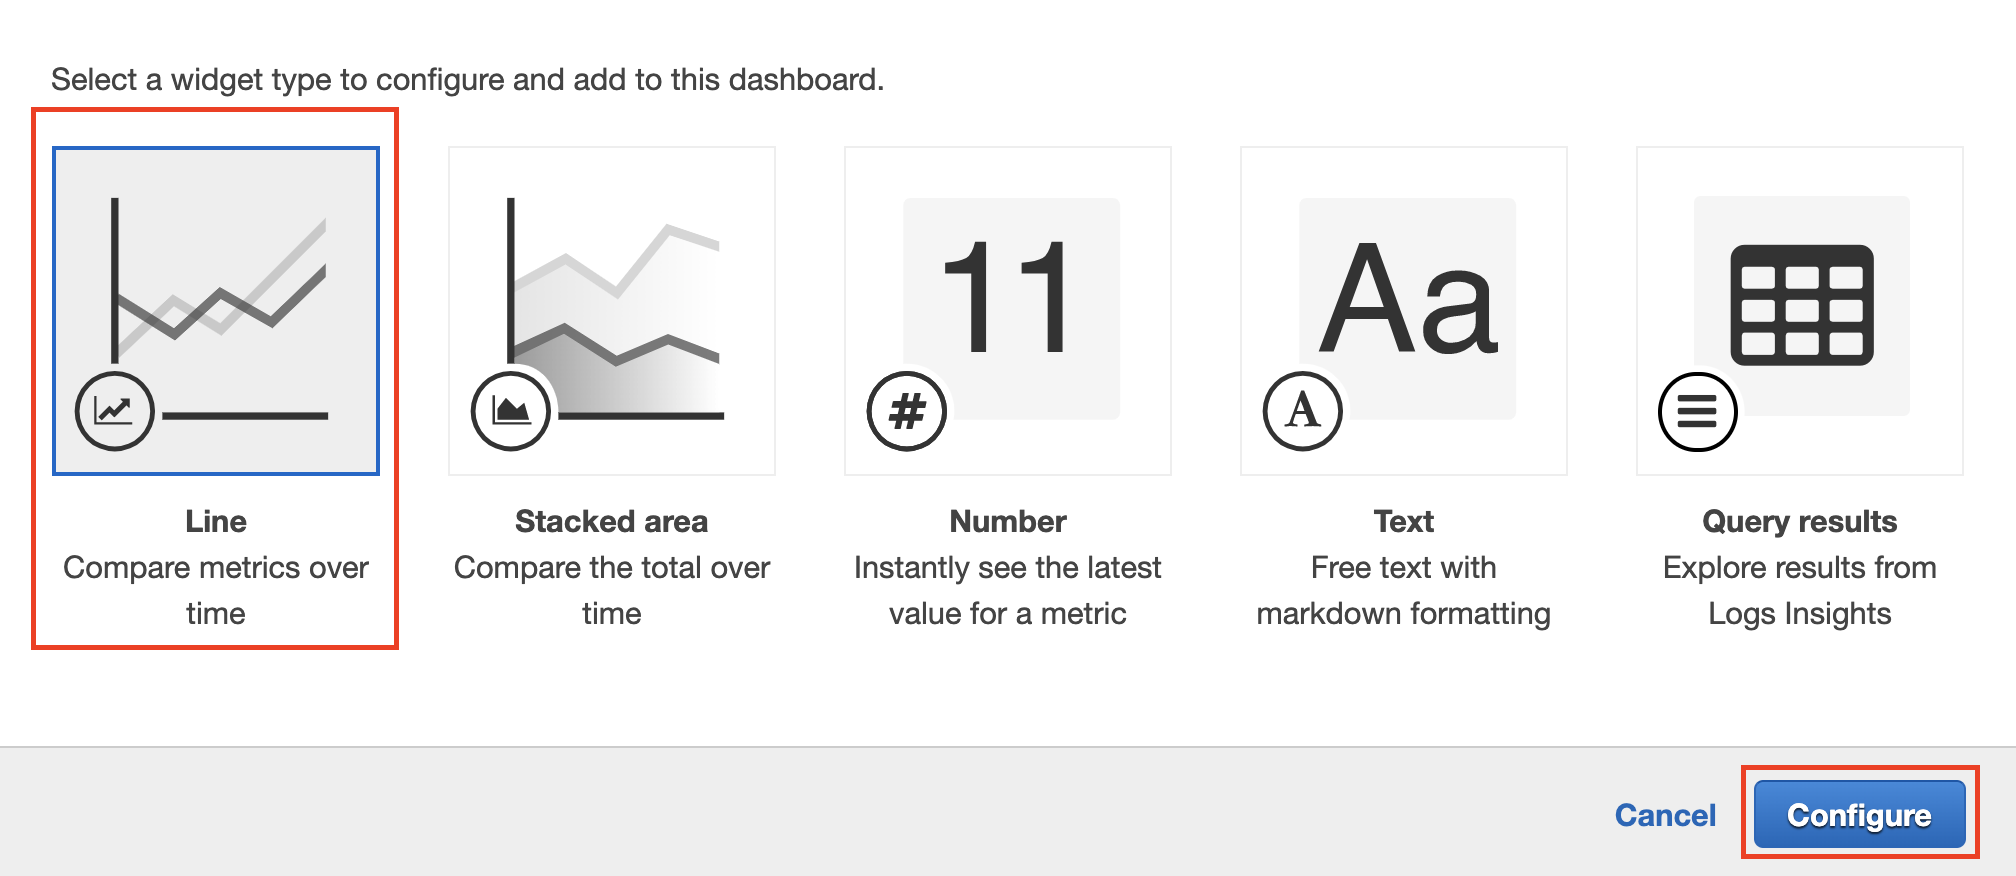 Select a widget type to configure and add to this dashboard.
11
#
Aa
A
Line
Compare metrics over
time
Stacked area
Compare the total over
time
Number
Instantly see the latest
value for a metric
Text
Free text with
markdown formatting
Query results
Explore results from
Logs Insights
Cancel
Configure